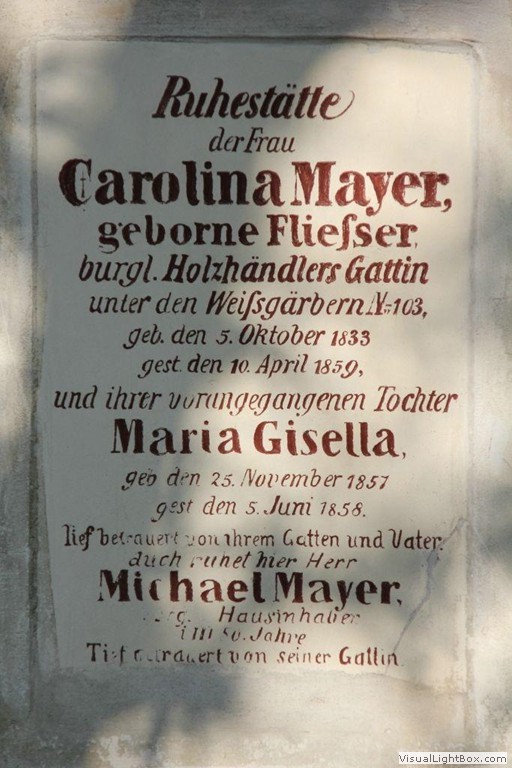 Ruhestätte
der Frau
Carolina Mayer,
geborne Flieſser,
burgl. Holzhändlers Gattin
unter den Weiſsgärbern No 103,
geb. den 5. Oktober 1833
gest. den 10. April 1859,
und ihrer vorangegangenen Tochter
Maria Gisella,
geb den 25. November 1857
gest den 5. Juni 1858.
Tief betrauert von ihrem Gatten und Vater.
Auch ruhet hier Herr
Michael Mayer,
Hausinhaber
im 50. Jahre
Tief betrauert von seiner Gattin.
VisualLightBox.com